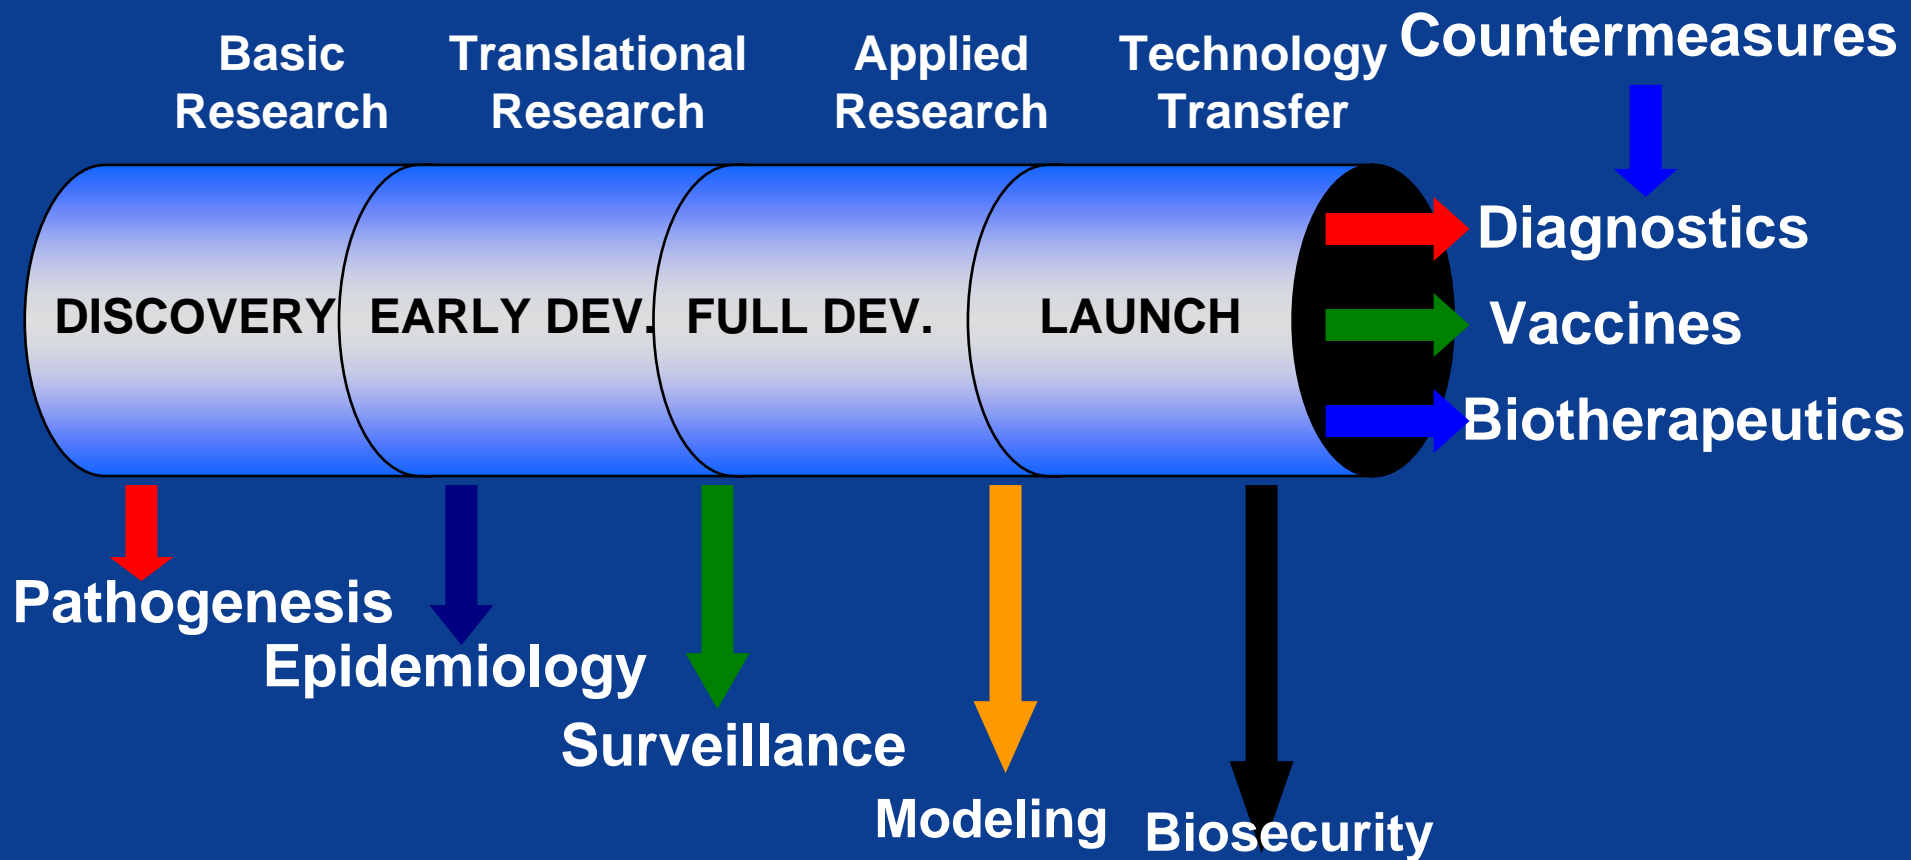 Basic
Research
Translational
Research
Applied
Research
Technology
Transfer
Countermeasures
DISCOVERY
EARLY DEV.
FULL DEV.
LAUNCH
Diagnostics
Vaccines
Biotherapeutics
Pathogenesis
Epidemiology
Surveillance
Modeling
Biosecurity